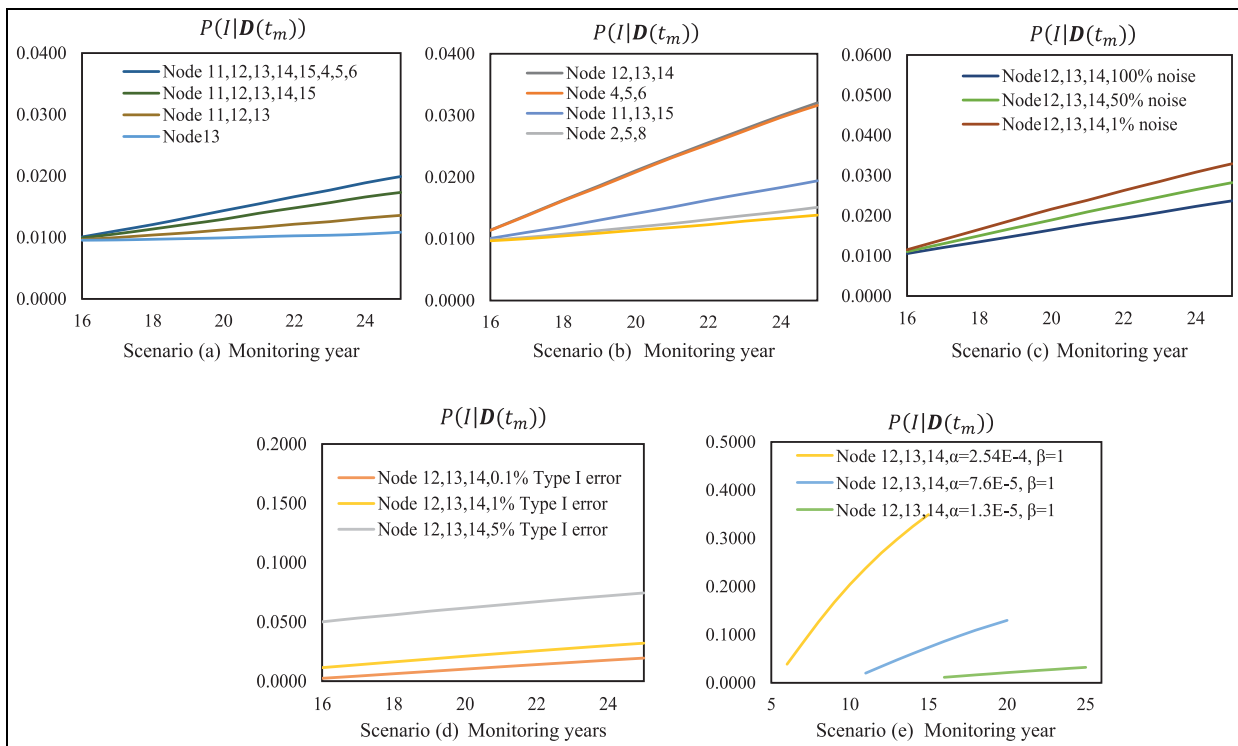 P(I|D(t_m))
0.0400
0.0300
0.0200
0.0100
0.0000
Node 11,12,13,14,15,4,5,6
Node 11,12,13,14,15
Node 11,12,13
Node13
16 18 20 22 24
Scenario (a) Monitoring year
P(I|D(t_m))
0.0400
0.0300
0.0200
0.0100
0.0000
Node 12,13,14
Node 4,5,6
Node 11,13,15
Node 2,5,8
16 18 20 22 24
Scenario (b) Monitoring year
P(I|D(t_m))
0.0600
0.0500
0.0400
0.0300
0.0200
0.0100
0.0000
Node12,13,14,100% noise
Node12,13,14,50% noise
Node12,13,14,1% noise
16 18 20 22 24
Scenario (c) Monitoring year
P(I|D(t_m))
0.2000
0.1500
0.1000
0.0500
0.0000
Node 12,13,14,0.1% Type I error
Node 12,13,14,1% Type I error
Node 12,13,14,5% Type I error
16 18 20 22 24
Scenario (d) Monitoring years
P(I|D(t_m))
0.5000
0.4000
0.3000
0.2000
0.1000
0.0000
Node 12,13,14,α=2.54E-4, β=1
Node 12,13,14,α=7.6E-5, β=1
Node 12,13,14,α=1.3E-5, β=1
5 10 15 20 25
Scenario (e) Monitoring year